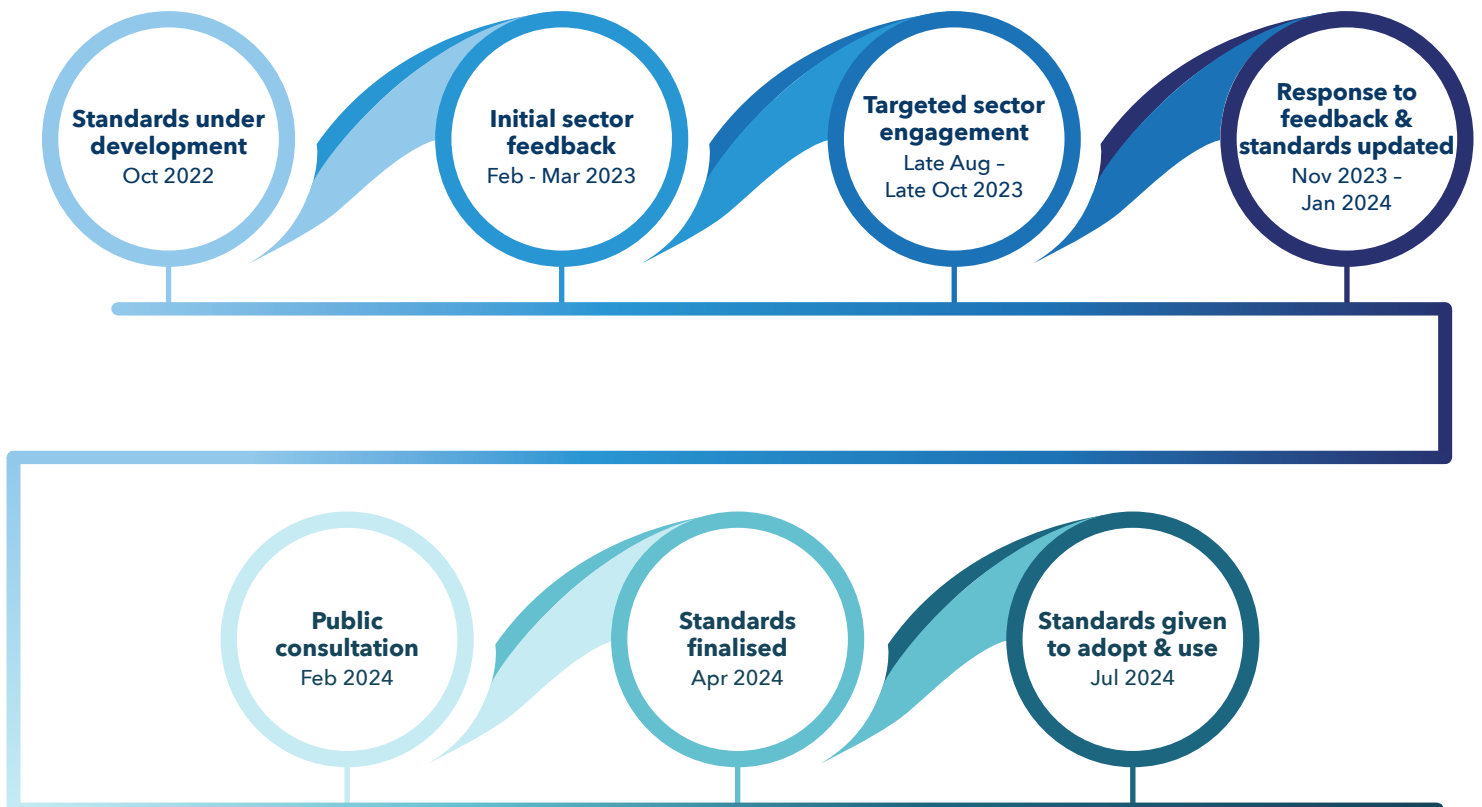 Standards under
development
Oct 2022
Initial sector
feedback
Feb - Mar 2023
Targeted sector
engagement
Late Aug –
Late Oct 2023
Response to
feedback &
standards updated
Nov 2023 –
Jan 2024
Public
consultation
Feb 2024
Standards
finalised
Apr 2024
Standards given
to adopt & use
Jul 2024